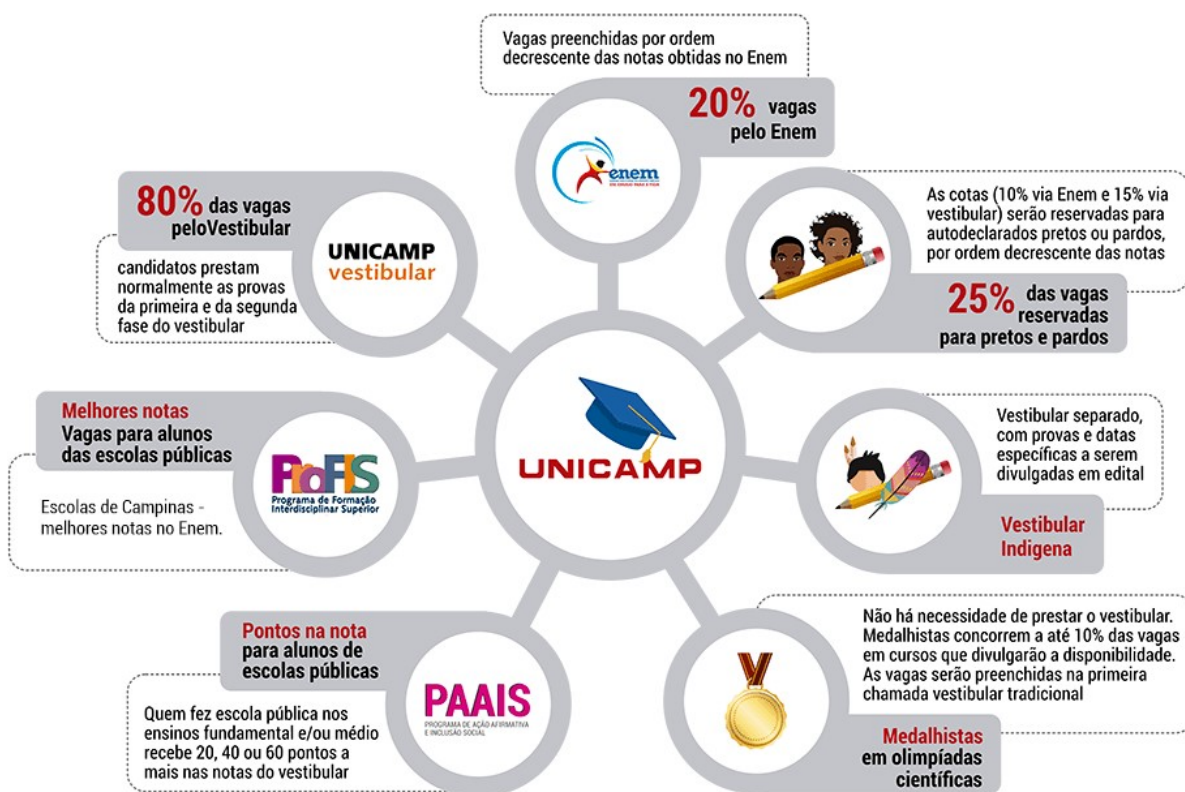 Vagas preenchidas por ordem
decrescente das notas obtidas no Enem
20% vagas
pelo Enem
enem
80% das vagas
peloVestibular
candidatos prestam
normalmente as provas
da primeira e da segunda
fase do vestibular
UNICAMP
vestibular
As cotas (10% via Enem e 15% via
vestibular) serão reservadas para
autodeclarados pretos ou pardos,
por ordem decrescente das notas
25% das vagas
reservadas
para pretos e pardos
UNICAMP
Melhores notas
Vagas para alunos
das escolas públicas
Escolas de Campinas -
melhores notas no Enem.
ProFIS
Programa de Formação
Interdisciplinar Superior
Vestibular separado,
com provas e datas
específicas a serem
divulgadas em edital
Vestibular
Indigena
Pontos na nota
para alunos de
escolas públicas
Quem fez escola pública nos
ensinos fundamental e/ou médio
recebe 20, 40 ou 60 pontos a
mais nas notas do vestibular
PAAIS
PROGRAMA DE AÇÃO AFIRMATIVA
E INCLUSÃO SOCIAL
Não há necessidade de prestar o vestibular.
Medalhistas concorrem a até 10% das vagas
em cursos que divulgarão a disponibilidade.
As vagas serão preenchidas na primeira
chamada vestibular tradicional
Medalhistas
em olimpíadas
científicas